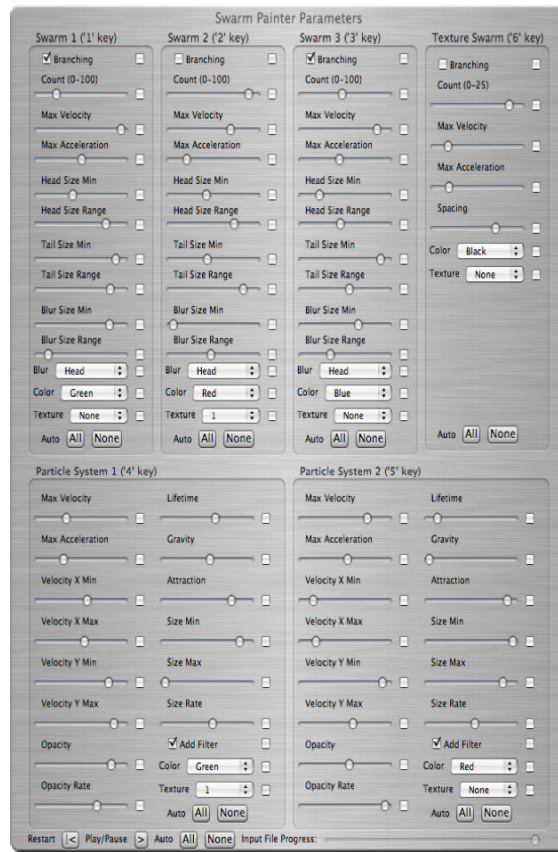 Swarm Painter Parameters
Swarm 1 ('1' key)
Branching
Count (0-100)
Max Velocity
Max Acceleration
Head Size Min
Head Size Range
Tail Size Min
Tail Size Range
Blur Size Min
Blur Size Range
Blur Head
Color Green
Texture None
Auto All None
Swarm 2 ('2' key)
Branching
Count (0-100)
Max Velocity
Max Acceleration
Head Size Min
Head Size Range
Tail Size Min
Tail Size Range
Blur Size Min
Blur Size Range
Blur Head
Color Red
Texture 1
Auto All None
Swarm 3 ('3' key)
Branching
Count (0-100)
Max Velocity
Max Acceleration
Head Size Min
Head Size Range
Tail Size Min
Tail Size Range
Blur Size Min
Blur Size Range
Blur Head
Color Blue
Texture None
Auto All None
Texture Swarm ('6' key)
Branching
Count (0-25)
Max Velocity
Max Acceleration
Spacing
Color Black
Texture None
Auto All None
Particle System 1 ('4' key)
Max Velocity
Max Acceleration
Velocity X Min
Velocity X Max
Velocity Y Min
Velocity Y Max
Opacity
Opacity Rate
Lifetime
Gravity
Attraction
Size Min
Size Max
Size Rate
Add Filter
Color Green
Texture 1
Auto All None
Particle System 2 ('5' key)
Max Velocity
Max Acceleration
Velocity X Min
Velocity X Max
Velocity Y Min
Velocity Y Max
Opacity
Opacity Rate
Lifetime
Gravity
Attraction
Size Min
Size Max
Size Rate
Add Filter
Color Red
Texture None
Auto All None
Restart |< Play/Pause > Auto All None Input File Progress: